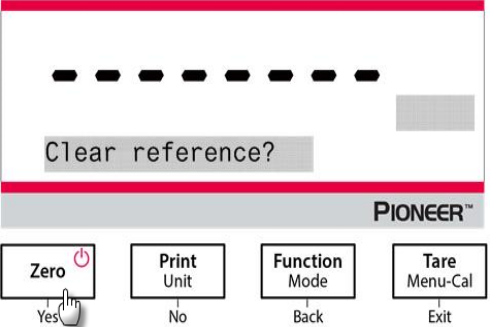 --------
Clear reference?
PIONEER™
Zero Print Function Tare
Unit Mode Menu-Cal
Yes No Back Exit